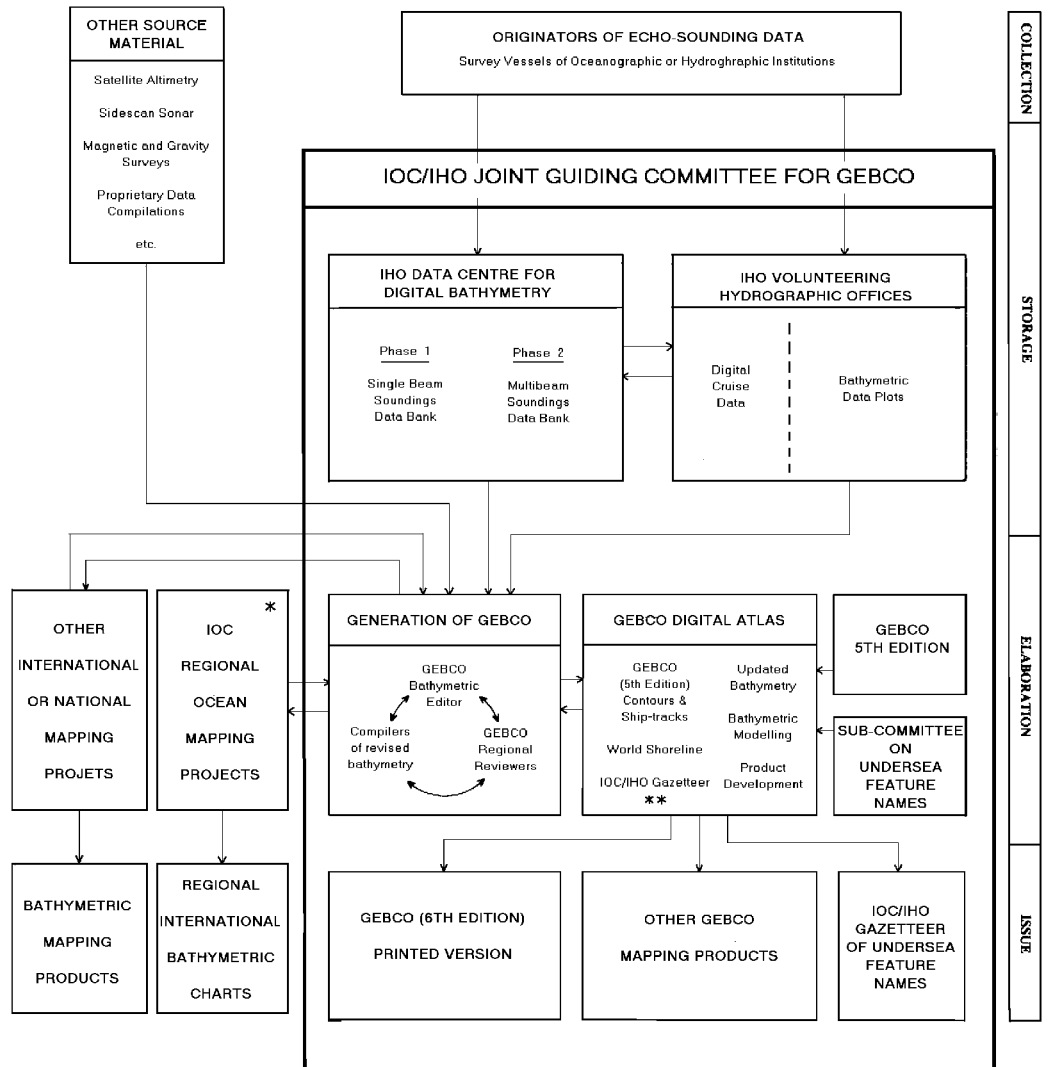 OTHER SOURCE
MATERIAL
Satellite Altimetry
Sidescan Sonar
Magnetic and Gravity
Surveys
Proprietary Data
Compilations
etc.
ORIGINATORS OF ECHO-SOUNDING DATA
Survey Vessels of Oceanographic or Hydroghraphic Institutions
COLLECTION
IOC/IHO JOINT GUIDING COMMITTEE FOR GEBCO
IHO DATA CENTRE FOR
DIGITAL BATHYMETRY
Phase 1
Single Beam
Soundings
Data Bank
Phase 2
Multibeam
Soundings
Data Bank
IHO VOLUNTEERING
HYDROGRAPHIC OFFICES
Digital
Cruise
Data
Bathymetric
Data Plots
STORAGE
OTHER
INTERNATIONAL
OR NATIONAL
MAPPING
PROJETS
*
IOC
REGIONAL
OCEAN
MAPPING
PROJECTS
GENERATION OF GEBCO
GEBCO
Bathymetric
Editor
Compilers
of revised
bathymetry
GEBCO
Regional
Reviewers
GEBCO DIGITAL ATLAS
GEBCO
(5th Edition)
Contours &
Ship-tracks
World Shoreline
IOC/IHO Gazetteer
**
Updated
Bathymetry
Bathymetric
Modelling
Product
Development
GEBCO
5TH EDITION
SUB-COMMITTEE
ON
UNDERSEA
FEATURE
NAMES
ELABORATION
BATHYMETRIC
MAPPING
PRODUCTS
REGIONAL
INTERNATIONAL
BATHYMETRIC
CHARTS
GEBCO (6TH EDITION)
PRINTED VERSION
OTHER GEBCO
MAPPING PRODUCTS
IOC/IHO
GAZETTEER
OF UNDERSEA
FEATURE
NAMES
ISSUE